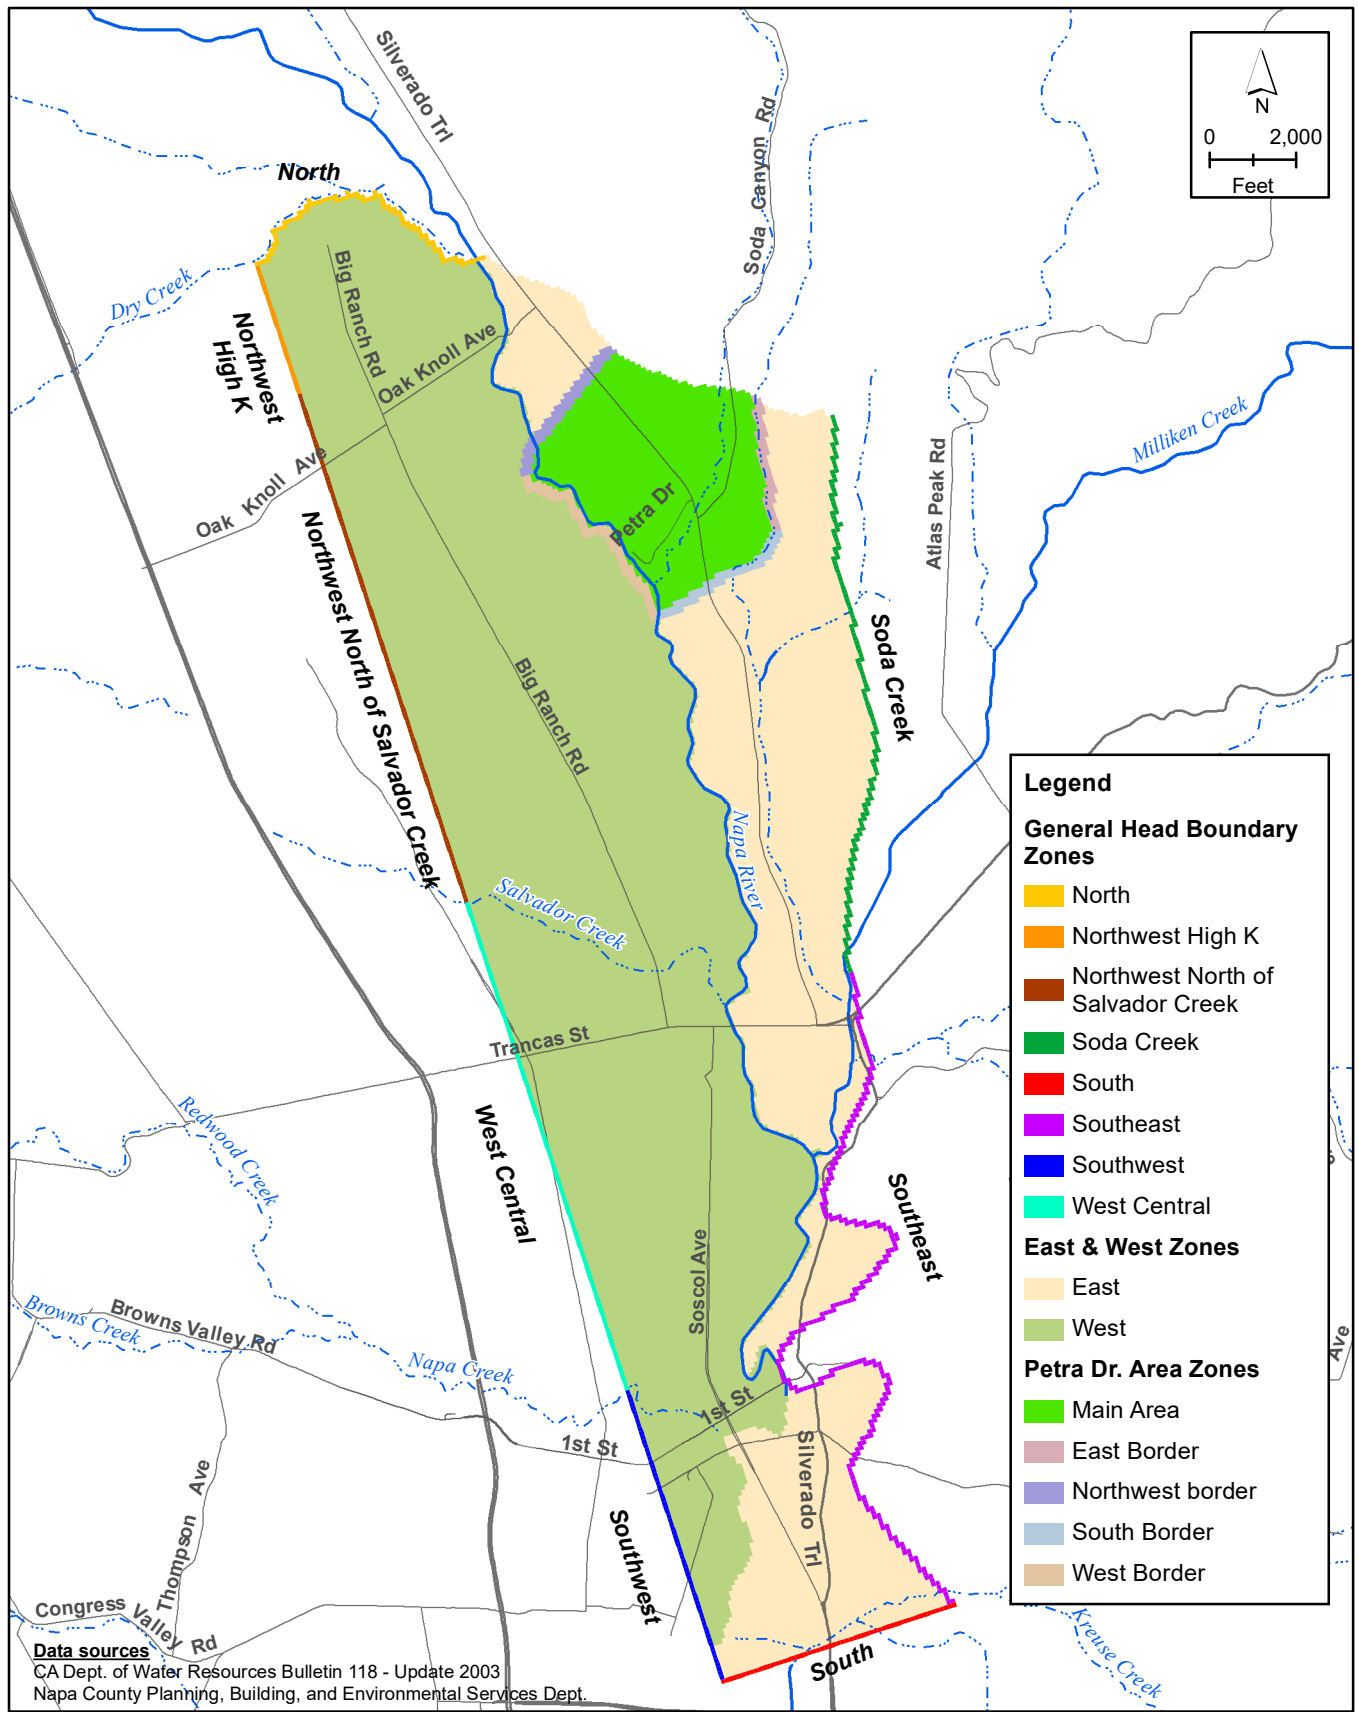 Silverado Trl
Soda Canyon Rd
N
0 2,000
Feet
North
Dry Creek
Big Ranch Rd
Oak Knoll Ave
Northwest
High K
Oak Knoll Ave
Milliken Creek
Atlas Peak Rd
Petra Dr
Northwest North of Salvador Creek
Soda Creek
Big Ranch Rd
Napa River
Salvador Creek
Trancas St
Redwood Creek
West Central
Southeast
Soscol Ave
Browns Creek
Browns Valley Rd
Napa Creek
1st St
1st St
Silverado Trl
Thompson Ave
Southwest
Congress Valley Rd
South
Kreuse Creek
Ave
Legend
General Head Boundary
Zones
North
Northwest High K
Northwest North of
Salvador Creek
Soda Creek
South
Southeast
Southwest
West Central
East & West Zones
East
West
Petra Dr. Area Zones
Main Area
East Border
Northwest border
South Border
West Border
Data sources
CA Dept. of Water Resources Bulletin 118 - Update 2003
Napa County Planning, Building, and Environmental Services Dept.